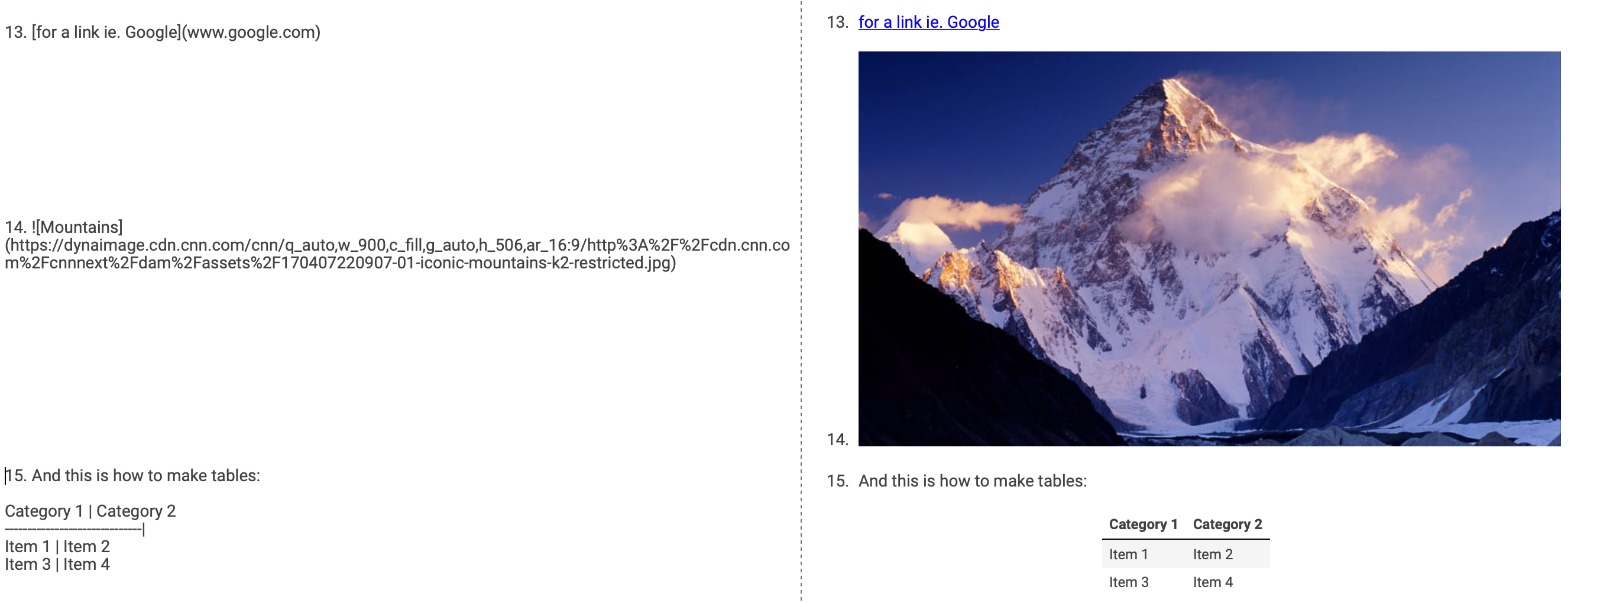 13. [for a link ie. Google](www.google.com)
14. ![Mountains]
(https://dynaimage.cdn.cnn.com/cnn/q_auto,w_900,c_fill,g_auto,h_506,ar_16:9/http%3A%2F%2Fcdn.cnn.co
m%2Fcnnnext%2Fdam%2Fassets%2F170407220907-01-iconic-mountains-k2-restricted.jpg)
15. And this is how to make tables:
Category 1 | Category 2
------------------------------|
Item 1 | Item 2
Item 3 | Item 4
13. for a link ie. Google
14.
15. And this is how to make tables:
Category 1 Category 2
Item 1 Item 2
Item 3 Item 4